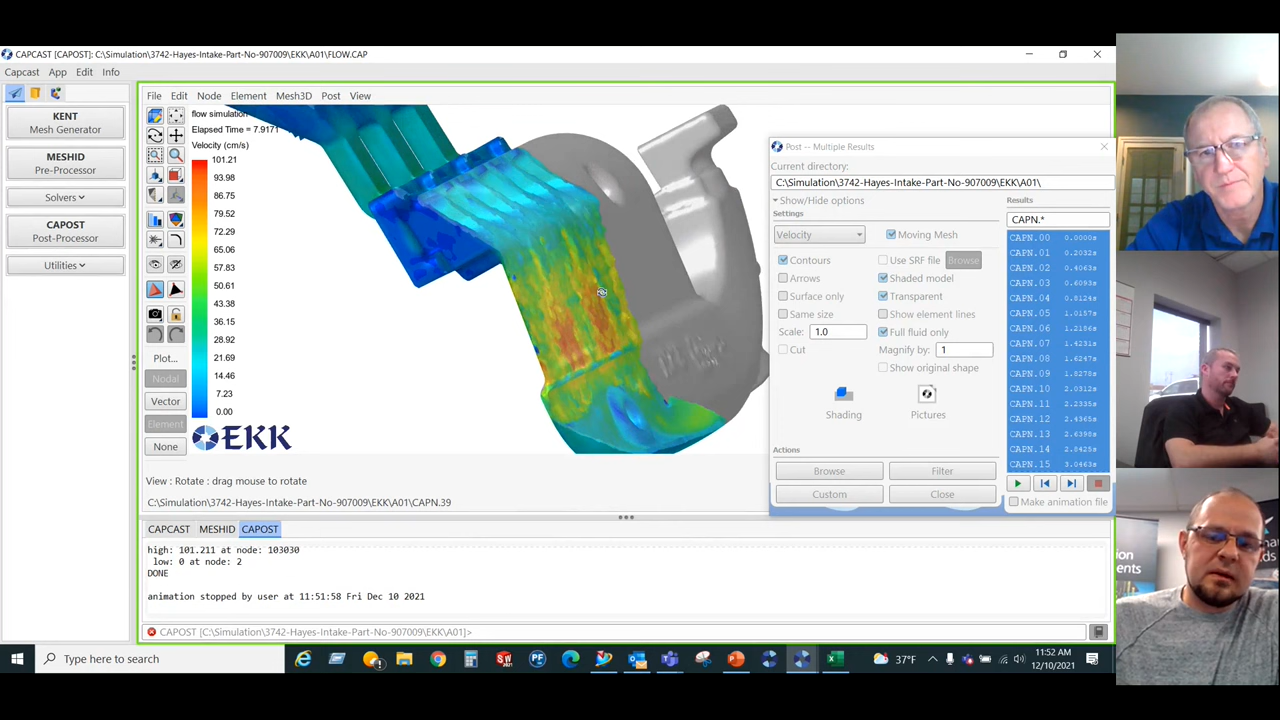 CAPCAST [CAPOST]: C:\Simulation\3742-Hayes-Intake-Part-No-907009\EKK\A01\FLOW.CAP
Capcast App Edit Info
KENT
Mesh Generator
MESHID
Pre-Processor
Solvers
CAPOST
Post-Processor
Utilities
File Edit Node Element Mesh3D Post View
Plot...
Nodal
Vector
Element
None
flow simulation
Elapsed Time = 7.9171
Velocity (cm/s)
101.21
93.98
86.75
79.52
72.29
65.06
57.83
50.61
43.38
36.15
28.92
21.69
14.46
7.23
0.00
EKK
View : Rotate : drag mouse to rotate
C:\Simulation\3742-Hayes-Intake-Part-No-907009\EKK\A01\CAPN.39
Post -- Multiple Results
Current directory:
C:\Simulation\3742-Hayes-Intake-Part-No-907009\EKK\A01\
Show/Hide options
Settings
Velocity
Moving Mesh
Contours
Use SRF file
Browse
Arrows
Shaded model
Surface only
Transparent
Same size
Show element lines
Scale: 1.0
Full fluid only
Cut
Magnify by: 1
Show original shape
Shading
Pictures
Actions
Browse
Filter
Custom
Close
Results
CAPN.*
CAPN.00 0.0000s
CAPN.01 0.2032s
CAPN.02 0.4063s
CAPN.03 0.6093s
CAPN.04 0.8124s
CAPN.05 1.0157s
CAPN.06 1.2186s
CAPN.07 1.4231s
CAPN.08 1.6247s
CAPN.09 1.8278s
CAPN.10 2.0312s
CAPN.11 2.2335s
CAPN.12 2.4365s
CAPN.13 2.6398s
CAPN.14 2.8425s
CAPN.15 3.0463s
Make animation file
CAPCAST MESHID CAPOST
high: 101.211 at node: 103030
low: 0 at node: 2
DONE
animation stopped by user at 11:51:58 Fri Dec 10 2021
CAPOST [C:\Simulation\3742-Hayes-Intake-Part-No-907009\EKK\A01]>
Type here to search
37°F
11:52 AM
12/10/2021